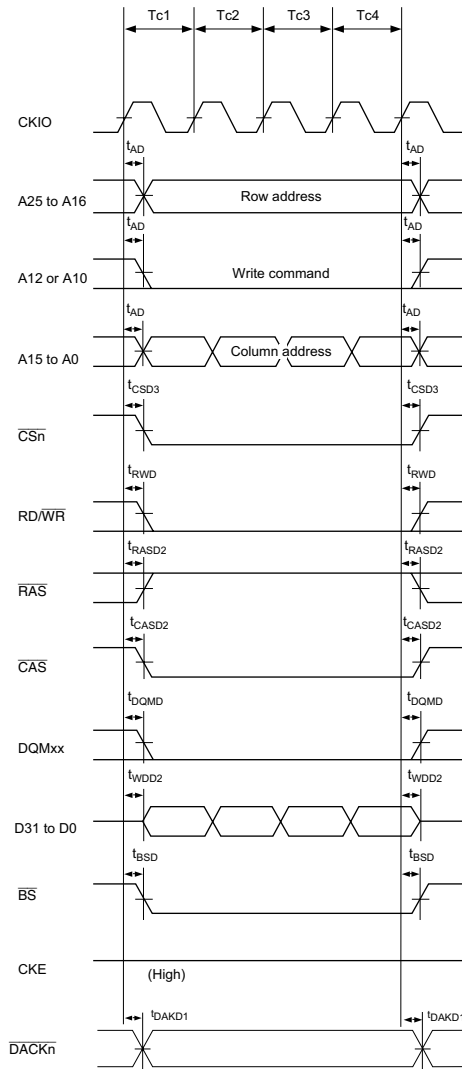 Tc1 Tc2 Tc3 Tc4
CKIO
tAD tAD
A25 to A16 Row address
tAD tAD
A12 or A10 Write command
tAD tAD
A15 to A0 Column address
tCSD3 tCSD3
CSn
tRWD tRWD
RD/WR
tRASD2 tRASD2
RAS
tCASD2 tCASD2
CAS
tDQMD tDQMD
DQMxx
tWDD2 tWDD2
D31 to D0
tBSD tBSD
BS
CKE (High)
tDAKD1 tDAKD1
DACKn